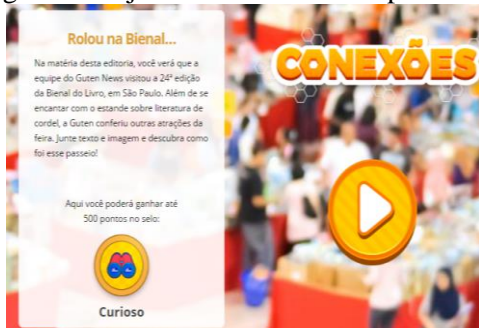 Rolou na Bienal...
Na matéria desta editoria, você verá que a
equipe do Guten News visitou a 24ª edição
da Bienal do Livro, em São Paulo. Além de se
encantar com o estande sobre literatura de
cordel, a Guten conferiu outras atrações da
feira. Junte texto e imagem e descubra como
foi esse passeio!
Aqui você poderá ganhar até
500 pontos no selo:
Curioso
CONEXÕES